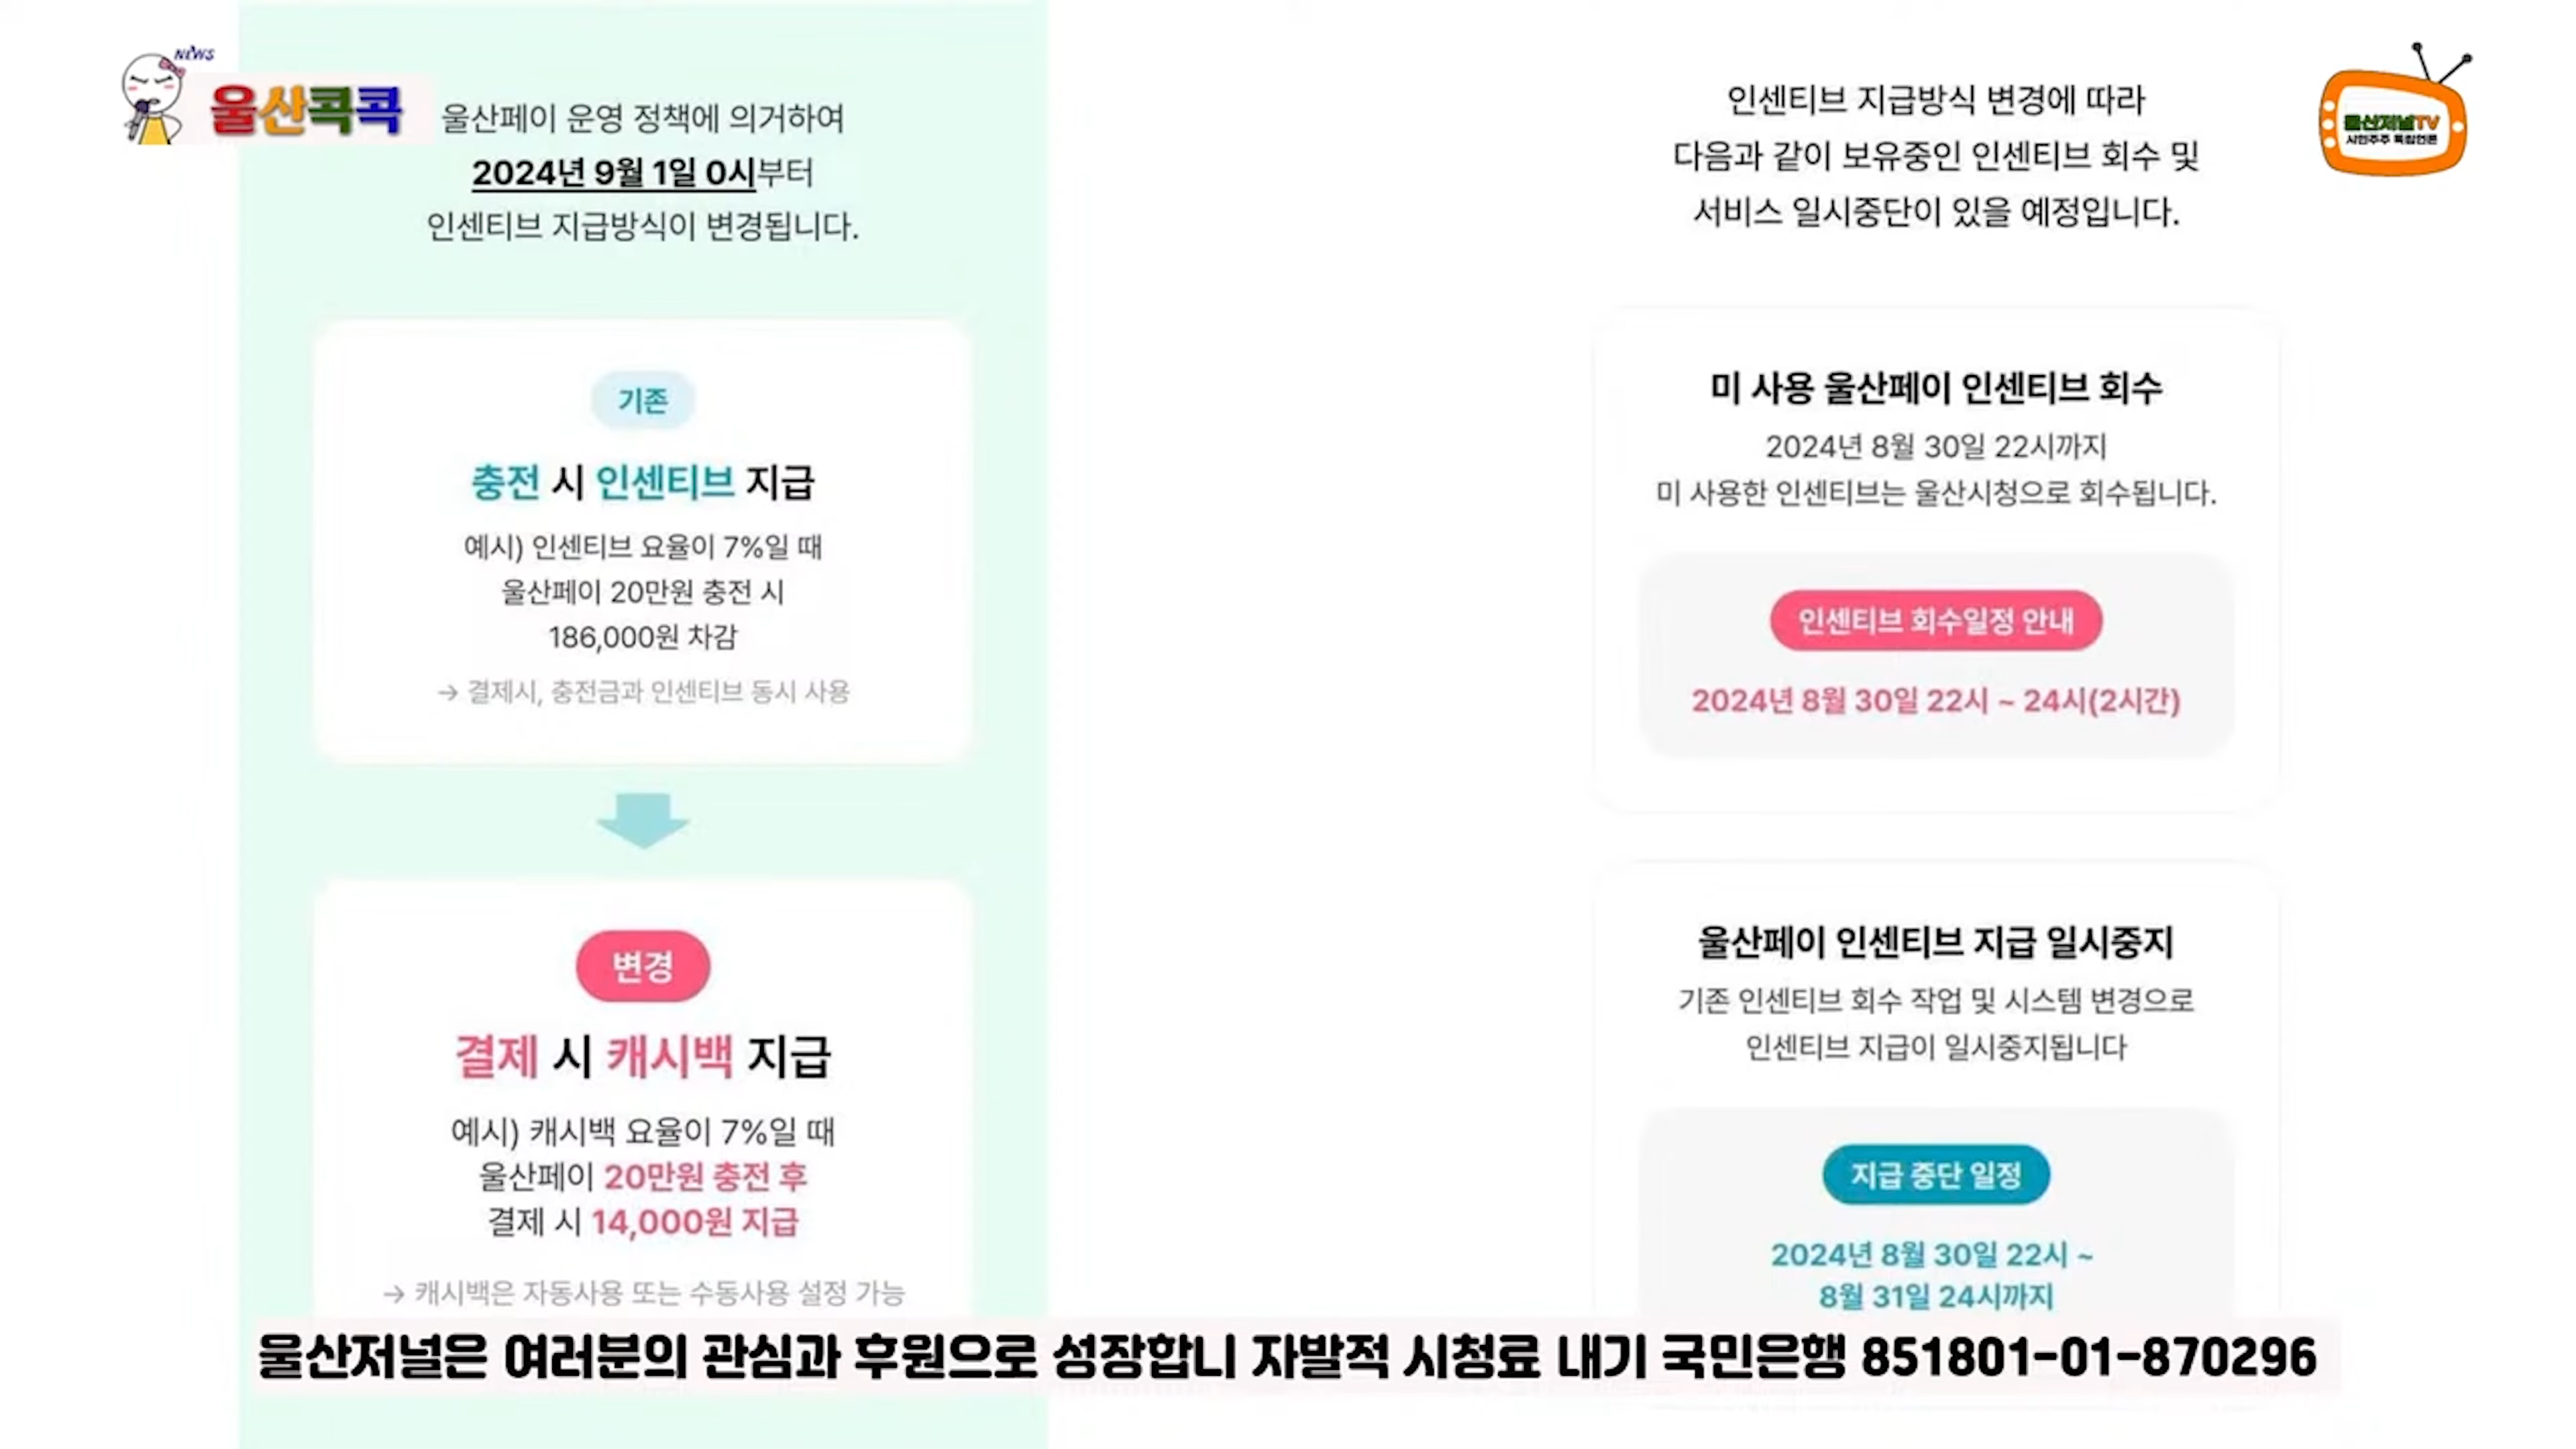 NEWS
울산콕콕
울산페이 운영 정책에 의거하여
2024년 9월 1일 0시부터
인센티브 지급방식이 변경됩니다.
기존
충전 시 인센티브 지급
예시) 인센티브 요율이 7%일 때
울산페이 20만원 충전 시
186,000원 차감
→ 결제시, 충전금과 인센티브 동시 사용
변경
결제 시 캐시백 지급
예시) 캐시백 요율이 7%일 때
울산페이 20만원 충전 후
결제 시 14,000원 지급
→ 캐시백은 자동사용 또는 수동사용 설정 가능
인센티브 지급방식 변경에 따라
다음과 같이 보유중인 인센티브 회수 및
서비스 일시중단이 있을 예정입니다.
미 사용 울산페이 인센티브 회수
2024년 8월 30일 22시까지
미 사용한 인센티브는 울산시청으로 회수됩니다.
인센티브 회수일정 안내
2024년 8월 30일 22시 ~ 24시(2시간)
울산페이 인센티브 지급 일시중지
기존 인센티브 회수 작업 및 시스템 변경으로
인센티브 지급이 일시중지됩니다
지급 중단 일정
2024년 8월 30일 22시 ~
8월 31일 24시까지
울산저널TV
시민주주 독립언론
울산저널은 여러분의 관심과 후원으로 성장합니 자발적 시청료 내기 국민은행 851801-01-870296